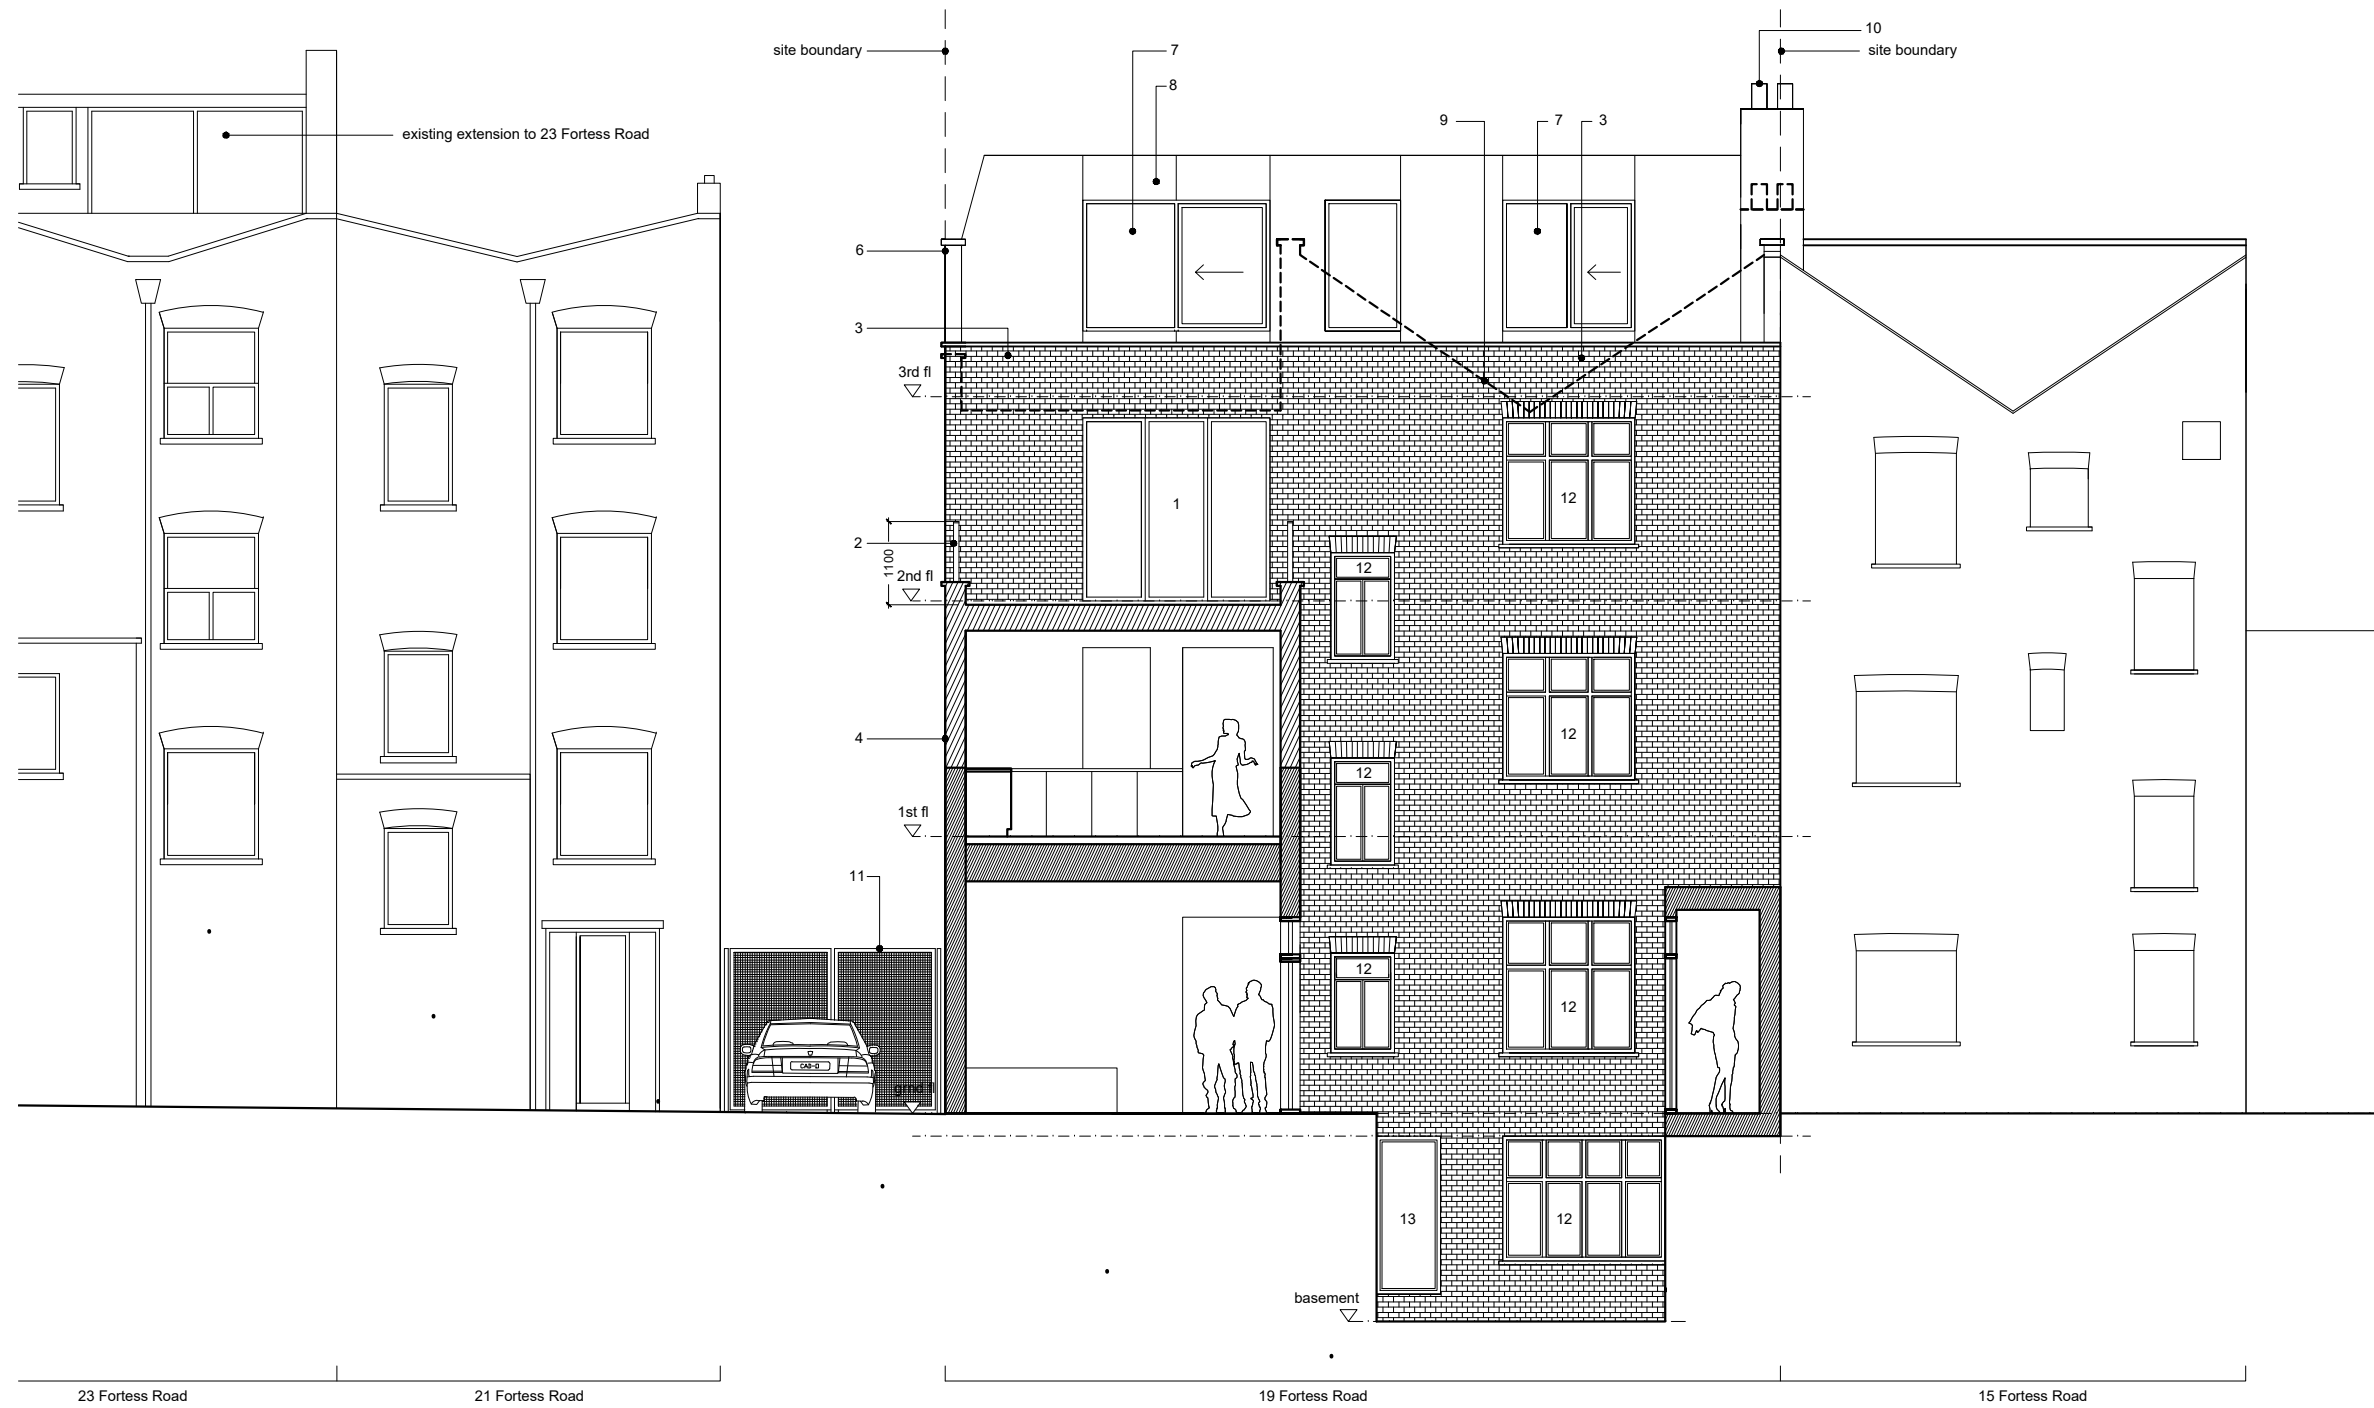 10
site boundary
7
site boundary
8
9
7
3
existing extension to 23 Fortess Road
6
3
3rd fl
1
12
2
1100
2nd fl
12
4
12
12
1st fl
11
12
12
CAD-D
grnd fl
13
12
basement
23 Fortess Road
21 Fortess Road
19 Fortess Road
15 Fortess Road